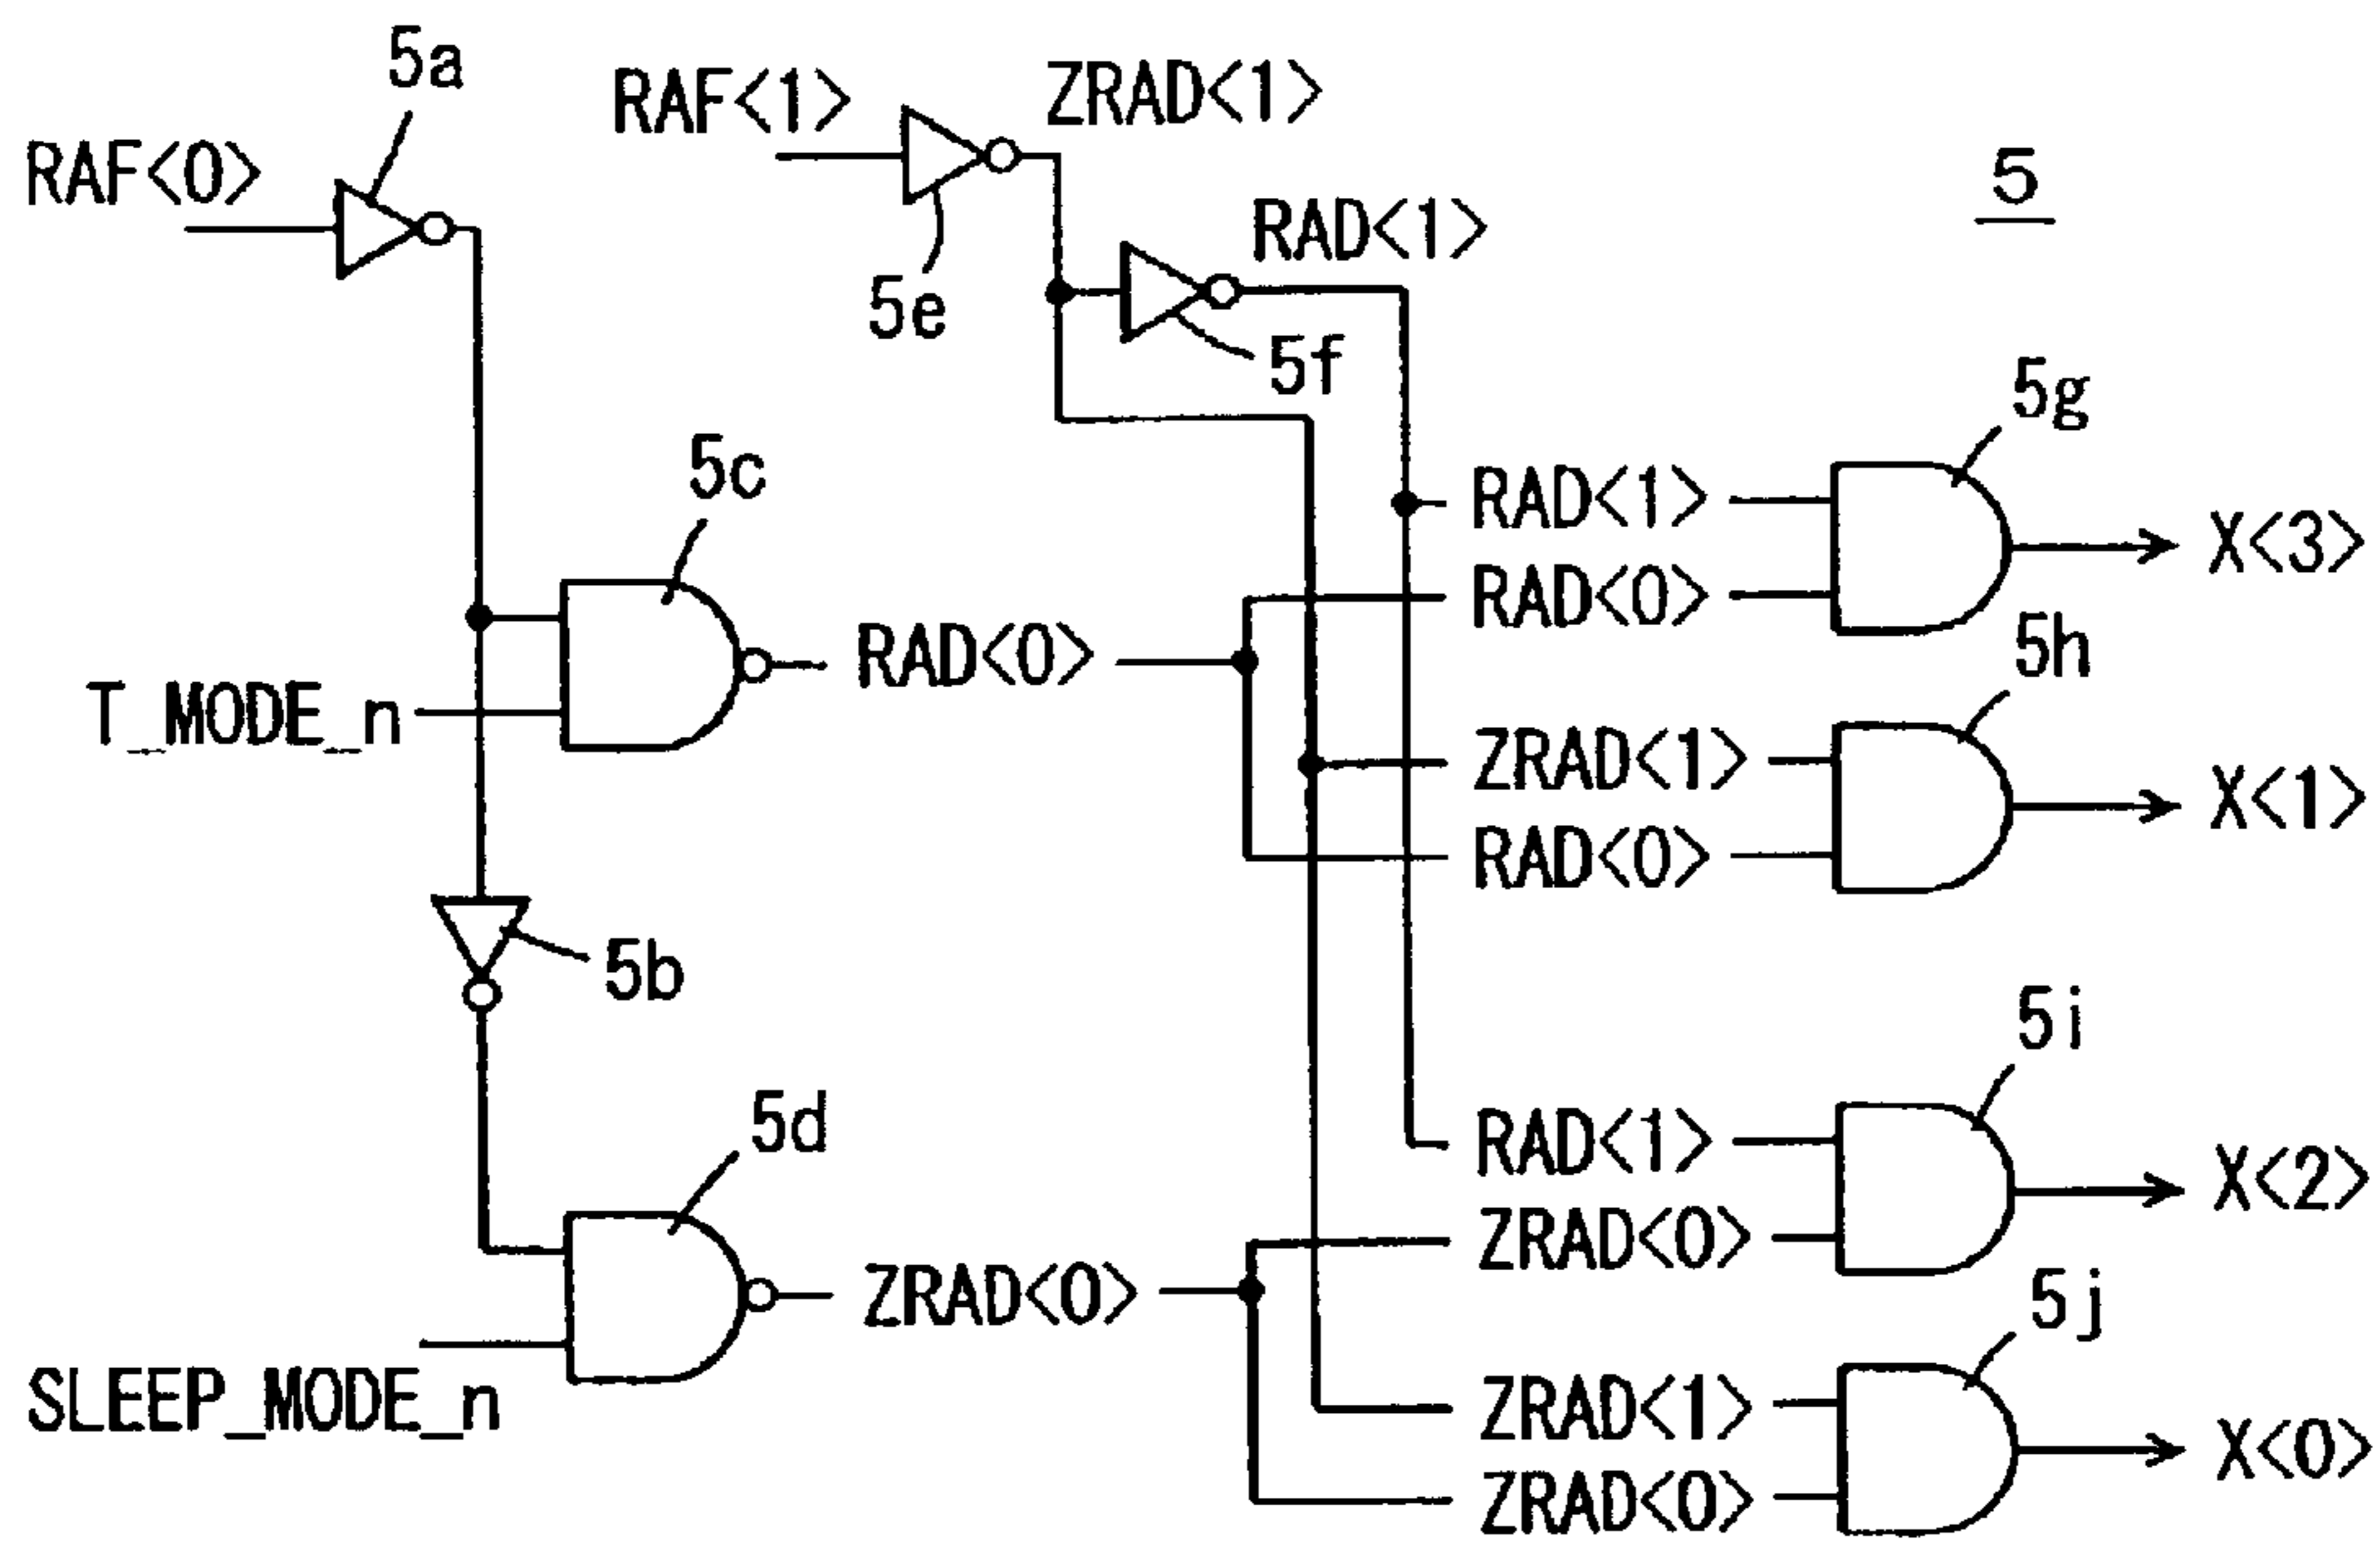 5a
RAF<0>
RAF<1>
ZRAD<1>
5
5e
RAD<1>
5f
5c
T_MODE_n
RAD<0>
5b
5d
SLEEP_MODE_n
ZRAD<0>
5g
RAD<1>
RAD<0>
X<3>
5h
ZRAD<1>
RAD<0>
X<1>
5i
RAD<1>
ZRAD<0>
X<2>
5j
ZRAD<1>
ZRAD<0>
X<0>